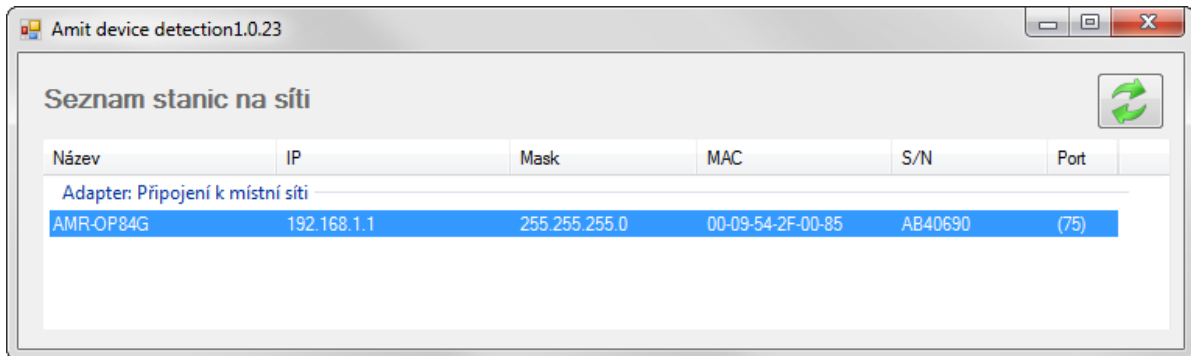 Amit device detection1.0.23
Seznam stanic na síti
Název IP Mask MAC S/N Port
Adapter: Připojení k místní síti
AMR-OP84G 192.168.1.1 255.255.255.0 00-09-54-2F-00-85 AB40690 (75)